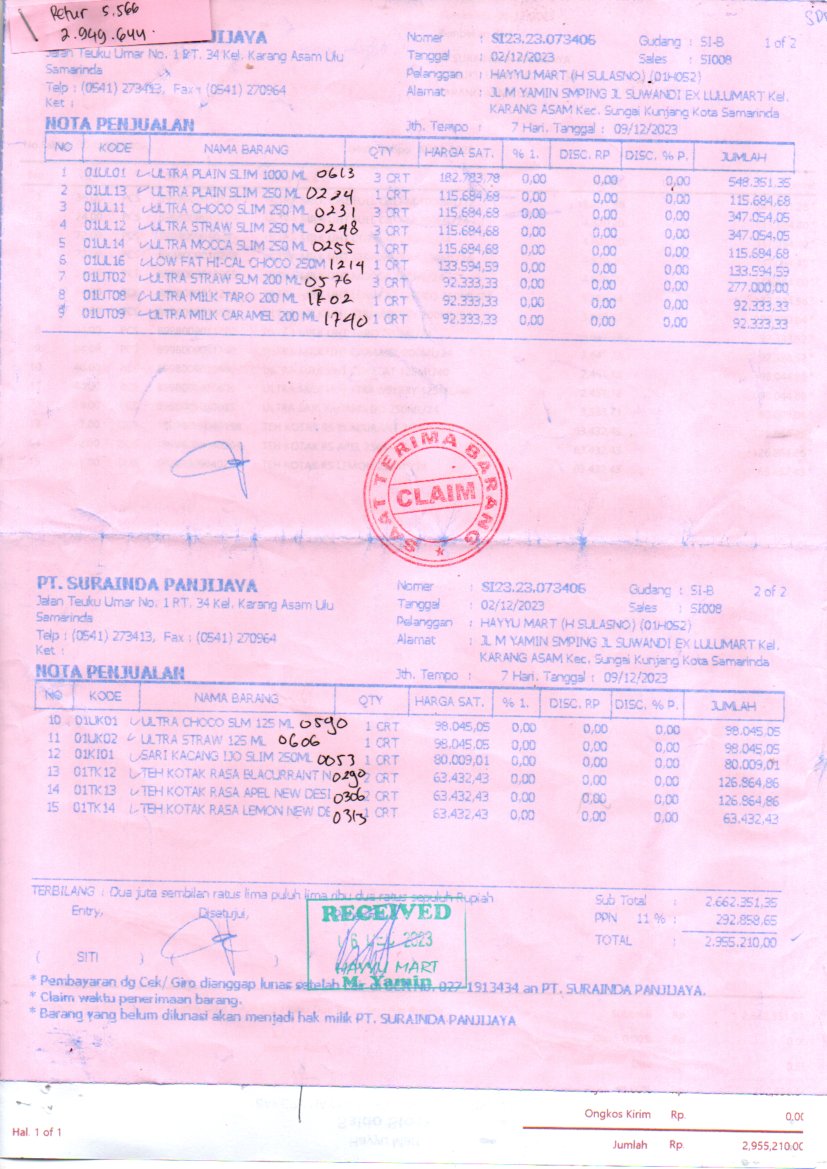 Retur 5.566
2.949.644.
IJAYA
Jalan Teuku Umar No. 1 RT. 34 Kel. Karang Asam Ulu
Samarinda
Telp : (0541) 273413, Fax : (0541) 270964
Ket :
Nomer : SI23.23.073406 Gudang : SI-B 1 of 2
Tanggal : 02/12/2023 Sales : SI008
Pelanggan : HAYYU MART (H SULASNO) (01H052)
Alamat : JL M YAMIN SMPING JL SUWANDI EX LULUMART Kel.
KARANG ASAM Kec. Sungai Kunjang Kota Samarinda
NOTA PENJUALAN Jth. Tempo : 7 Hari. Tanggal : 09/12/2023
NO KODE NAMA BARANG QTY HARGA SAT. % 1. DISC. RP DISC. % P. JUMLAH
1 01UL01 ULTRA PLAIN SLIM 1000 ML 0613 3 CRT 182.783,78 0,00 0,00 0,00 548.351,35
2 01UL13 ULTRA PLAIN SLIM 250 ML 0224 1 CRT 115.684,68 0,00 0,00 0,00 115.684,68
3 01UL11 ULTRA CHOCO SLIM 250 ML 0231 3 CRT 115.684,68 0,00 0,00 0,00 347.054,05
4 01UL12 ULTRA STRAW SLIM 250 ML 0248 3 CRT 115.684,68 0,00 0,00 0,00 347.054,05
5 01UL14 ULTRA MOCCA SLIM 250 ML 0255 1 CRT 115.684,68 0,00 0,00 0,00 115.684,68
6 01UL16 LOW FAT HI-CAL CHOCO 250M 1214 1 CRT 133.594,59 0,00 0,00 0,00 133.594,59
7 01UT02 ULTRA STRAW SLM 200 ML 0576 3 CRT 92.333,33 0,00 0,00 0,00 277.000,00
8 01UT08 ULTRA MILK TARO 200 ML 1702 1 CRT 92.333,33 0,00 0,00 0,00 92.333,33
9 01UT09 ULTRA MILK CARAMEL 200 ML 1740 1 CRT 92.333,33 0,00 0,00 0,00 92.333,33
SAAT TERIMA BARANG
CLAIM
PT. SURAINDA PANJIJAYA
Jalan Teuku Umar No. 1 RT. 34 Kel. Karang Asam Ulu
Samarinda
Telp : (0541) 273413, Fax : (0541) 270964
Ket :
Nomer : SI23.23.073406 Gudang : SI-B 2 of 2
Tanggal : 02/12/2023 Sales : SI008
Pelanggan : HAYYU MART (H SULASNO) (01H052)
Alamat : JL M YAMIN SMPING JL SUWANDI EX LULUMART Kel.
KARANG ASAM Kec. Sungai Kunjang Kota Samarinda
NOTA PENJUALAN Jth. Tempo : 7 Hari. Tanggal : 09/12/2023
NO KODE NAMA BARANG QTY HARGA SAT. % 1. DISC. RP DISC. % P. JUMLAH
10 01UK01 ULTRA CHOCO SLM 125 ML 0590 1 CRT 98.045,05 0,00 0,00 0,00 98.045,05
11 01UK02 ULTRA STRAW 125 ML 0606 1 CRT 98.045,05 0,00 0,00 0,00 98.045,05
12 01KI01 SARI KACANG IJO SLIM 250ML 0053 1 CRT 80.009,01 0,00 0,00 0,00 80.009,01
13 01TK12 TEH KOTAK RASA BLACURRANT N 0290 2 CRT 63.432,43 0,00 0,00 0,00 126.864,86
14 01TK13 TEH KOTAK RASA APEL NEW DESI 0306 2 CRT 63.432,43 0,00 0,00 0,00 126.864,86
15 01TK14 TEH KOTAK RASA LEMON NEW DE 0313 1 CRT 63.432,43 0,00 0,00 0,00 63.432,43
TERBILANG : Dua juta sembilan ratus lima puluh lima ribu dua ratus sepuluh Rupiah
Sub Total : 2.662.351,35
PPN 11 % : 292.858,65
TOTAL : 2.955.210,00
Entry, Disetujui,
( SITI ) ( )
RECEIVED
2023
HAYYU MART
M. Yamin
* Pembayaran dg Cek/ Giro dianggap lunas setelah 027 1913434 an PT. SURAINDA PANJIJAYA.
* Claim waktu penerimaan barang.
* Barang yang belum dilunasi akan menjadi hak milik PT. SURAINDA PANJIJAYA
Ongkos Kirim Rp 0,00
Hal. 1 of 1
Jumlah Rp 2,955,210.00